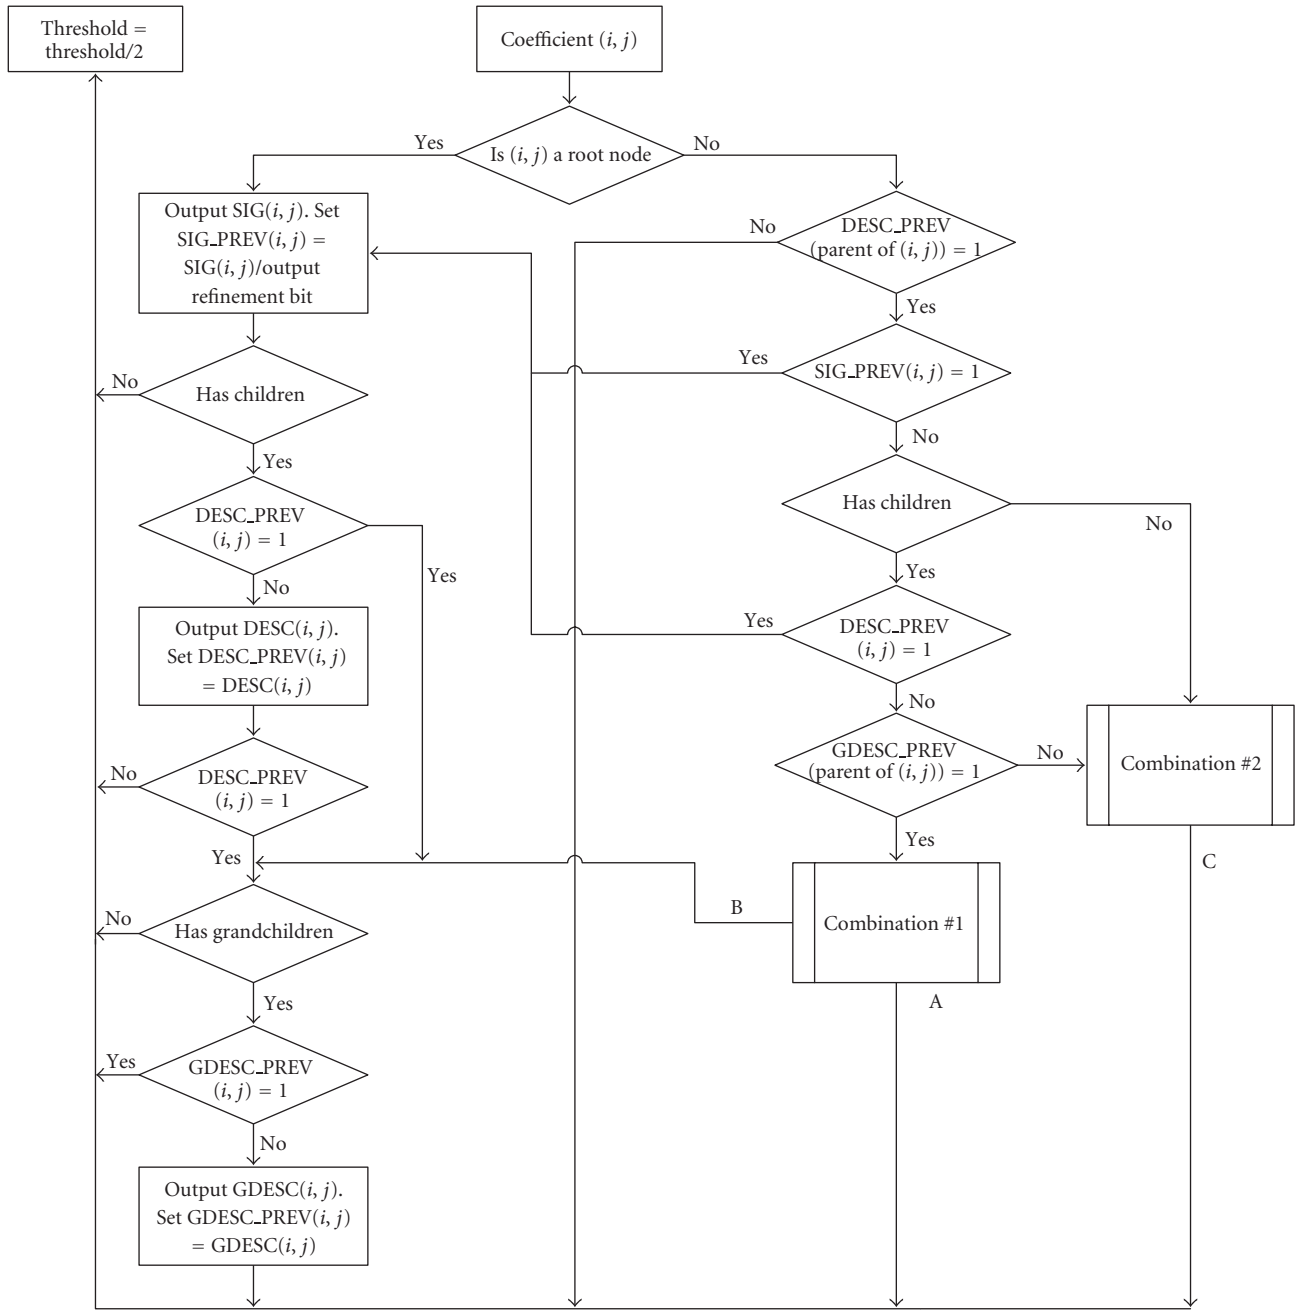 Threshold =
threshold/2
Coefficient (i, j)
Yes
Is (i, j) a root node
No
Output SIG(i, j). Set
SIG_PREV(i, j) =
SIG(i, j)/output
refinement bit
No
DESC_PREV
(parent of (i, j)) = 1
Yes
Yes
SIG_PREV(i, j) = 1
No
No
Has children
Yes
Has children
No
Yes
DESC_PREV
(i, j) = 1
Yes
No
Yes
DESC_PREV
(i, j) = 1
No
Output DESC(i, j).
Set DESC_PREV(i, j)
= DESC(i, j)
GDESC_PREV
(parent of (i, j)) = 1
No
Yes
Combination #2
C
No
DESC_PREV
(i, j) = 1
Yes
B
Combination #1
A
No
Has grandchildren
Yes
Yes
GDESC_PREV
(i, j) = 1
No
Output GDESC(i, j).
Set GDESC_PREV(i, j)
= GDESC(i, j)